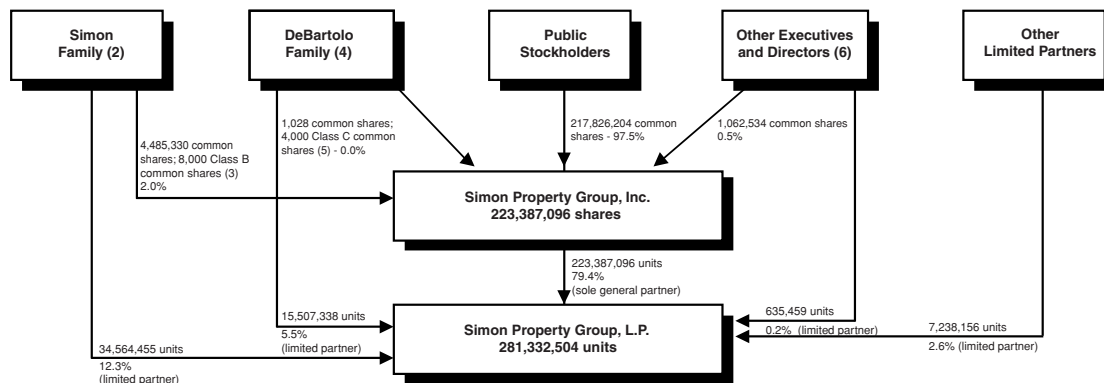 Simon
Family (2)
DeBartolo
Family (4)
Public
Stockholders
Other Executives
and Directors (6)
Other
Limited Partners
4,485,330 common
shares; 8,000 Class B
common shares (3)
2.0%
1,028 common shares;
4,000 Class C common
shares (5) - 0.0%
217,826,204 common
shares - 97.5%
1,062,534 common shares
0.5%
Simon Property Group, Inc.
223,387,096 shares
223,387,096 units
79.4%
(sole general partner)
34,564,455 units
12.3%
(limited partner)
15,507,338 units
5.5%
(limited partner)
Simon Property Group, L.P.
281,332,504 units
635,459 units
0.2% (limited partner)
7,238,156 units
2.6% (limited partner)